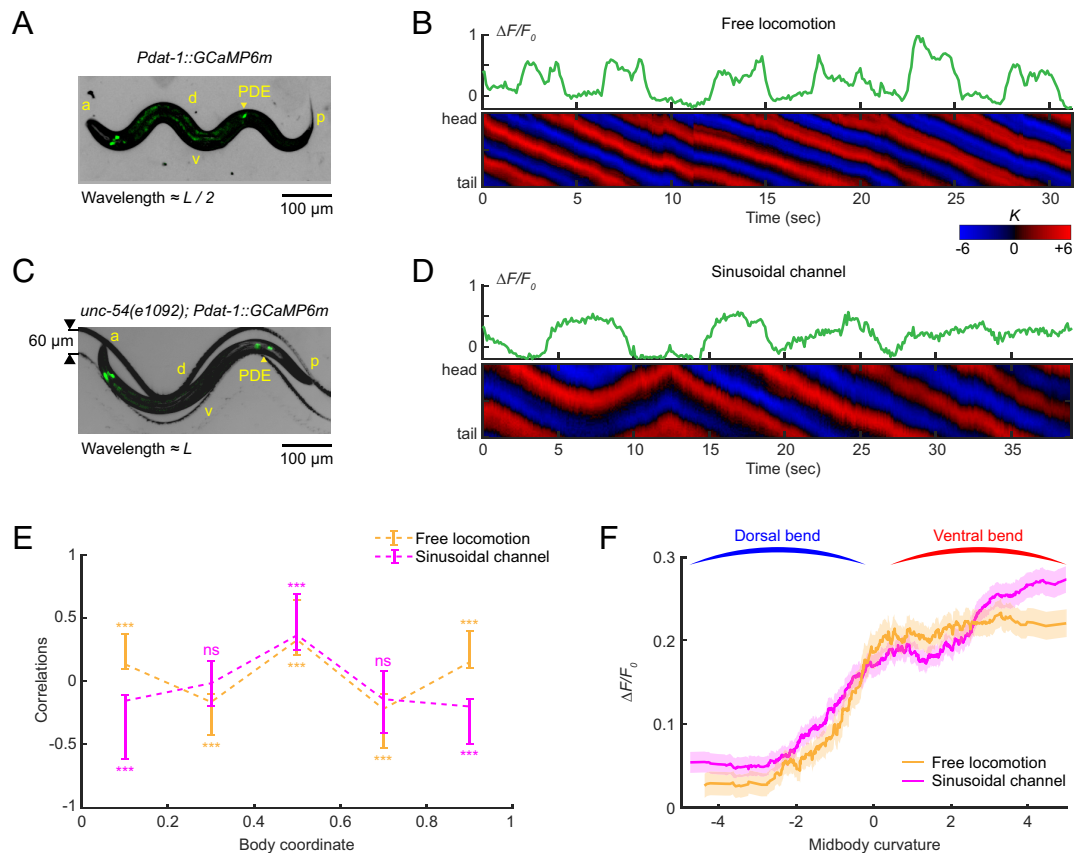 A
Pdat-1::GCaMP6m
a
d
PDE
p
v
Wavelength ≈ L / 2
100 µm
B
ΔF/F0
Free locomotion
1
0
head
tail
0 5 10 15 20 25 30
Time (sec)
K
-6 0 +6
C
unc-54(e1092); Pdat-1::GCaMP6m
60 µm
a
d
PDE
p
v
Wavelength ≈ L
100 µm
D
ΔF/F0
Sinusoidal channel
1
0
head
tail
0 5 10 15 20 25 30 35
Time (sec)
E
Free locomotion
Sinusoidal channel
1
0.5
0
-0.5
-1
Correlations
*** *** ns *** *** *** *** ns *** *** ***
0 0.2 0.4 0.6 0.8 1
Body coordinate
F
Dorsal bend
Ventral bend
0.3
0.2
0.1
0
ΔF/F0
Free locomotion
Sinusoidal channel
-4 -2 0 2 4
Midbody curvature